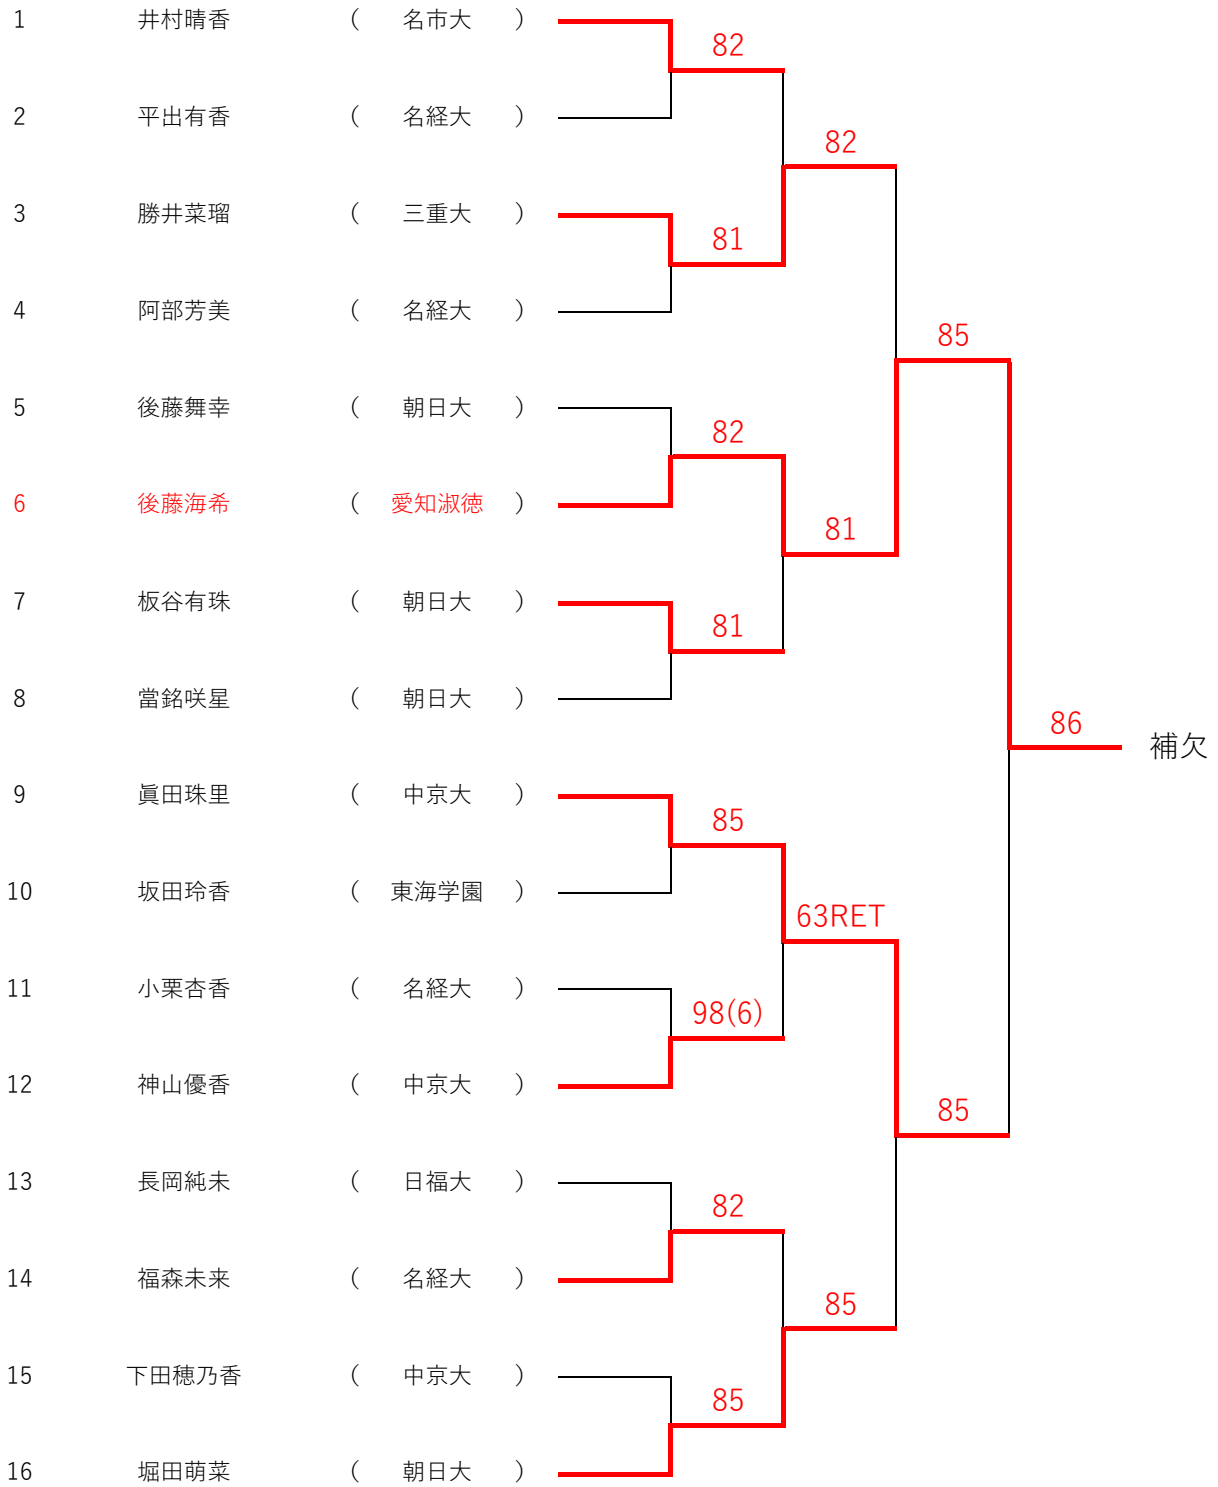 1 井村晴香 ( 名市大 )
82
2 平出有香 ( 名経大 )
82
3 勝井菜瑠 ( 三重大 )
81
4 阿部芳美 ( 名経大 )
85
5 後藤舞幸 ( 朝日大 )
82
6 後藤海希 ( 愛知淑徳 )
81
7 板谷有珠 ( 朝日大 )
81
8 當銘咲星 ( 朝日大 )
86
補欠
9 眞田珠里 ( 中京大 )
85
10 坂田玲香 ( 東海学園 )
63RET
11 小栗杏香 ( 名経大 )
98(6)
12 神山優香 ( 中京大 )
85
13 長岡純未 ( 日福大 )
82
14 福森未来 ( 名経大 )
85
15 下田穂乃香 ( 中京大 )
85
16 堀田萌菜 ( 朝日大 )